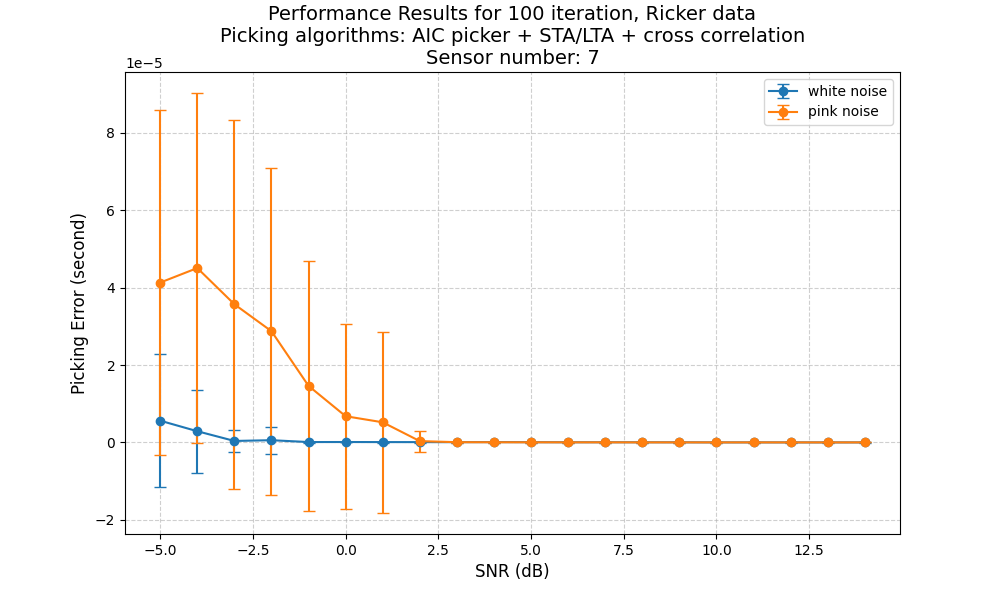 Performance Results for 100 iteration, Ricker data
Picking algorithms: AIC picker + STA/LTA + cross correlation
Sensor number: 7
1e−5
white noise
pink noise
8
6
4
2
0
−2
Picking Error (second)
−5.0 −2.5 0.0 2.5 5.0 7.5 10.0 12.5
SNR (dB)